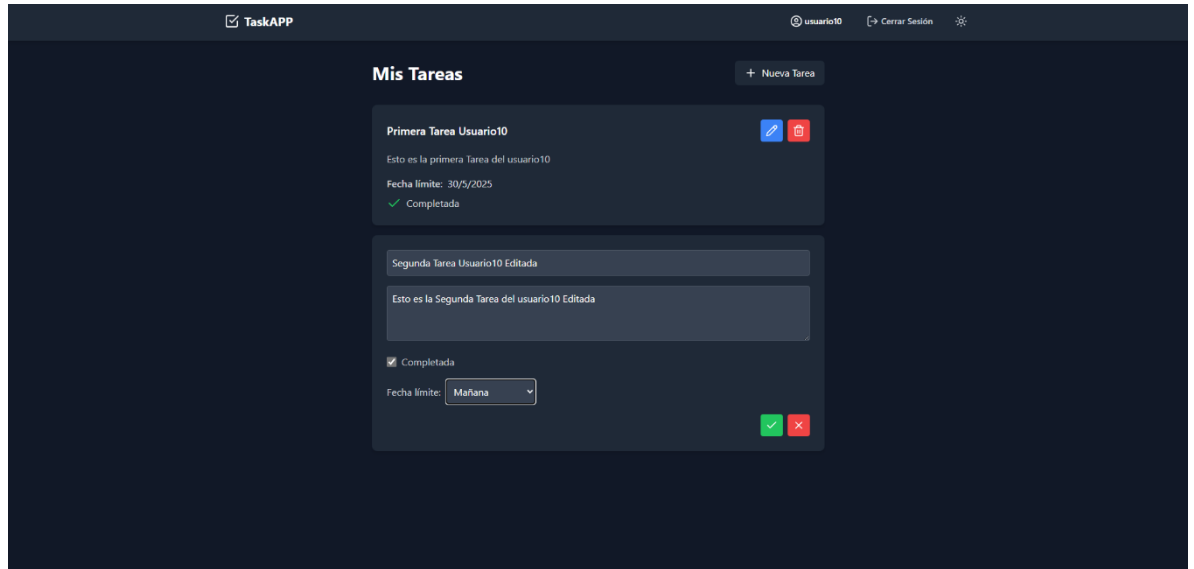 TaskAPP
usuario10
Cerrar Sesión
Mis Tareas
+ Nueva Tarea
Primera Tarea Usuario10
Esto es la primera Tarea del usuario10
Fecha límite: 30/5/2025
Completada
Segunda Tarea Usuario10 Editada
Esto es la Segunda Tarea del usuario10 Editada
Completada
Fecha límite: Mañana